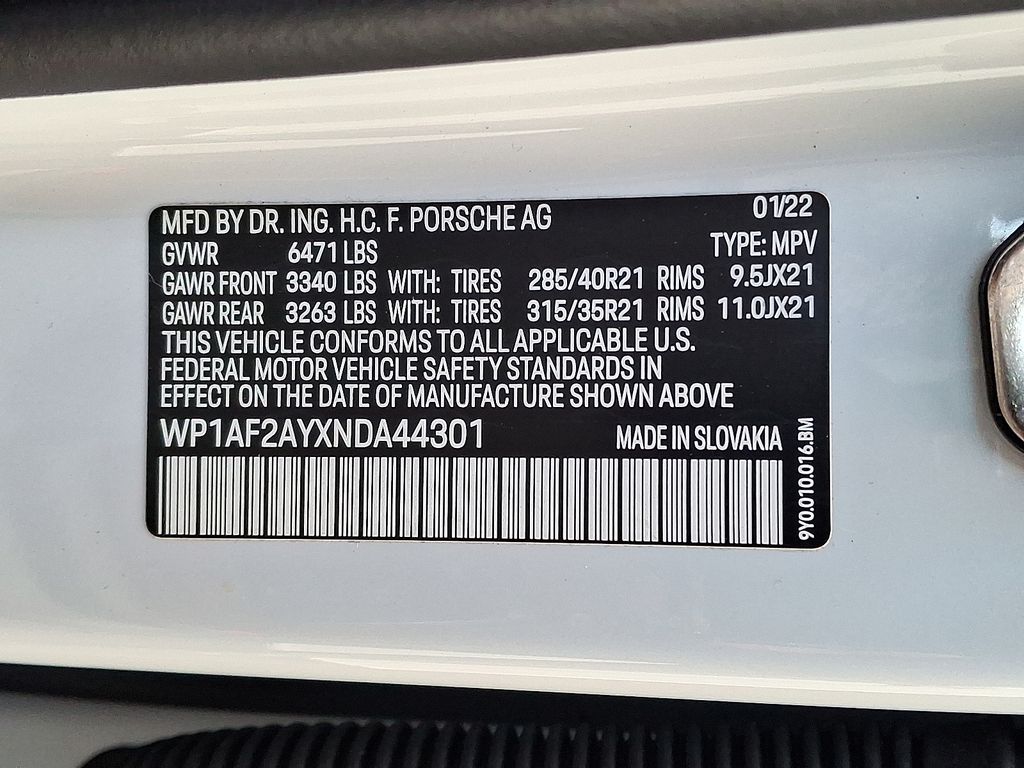 MFD BY DR. ING. H.C. F. PORSCHE AG 01/22
GVWR 6471 LBS TYPE: MPV
GAWR FRONT 3340 LBS WITH: TIRES 285/40R21 RIMS 9.5JX21
GAWR REAR 3263 LBS WITH: TIRES 315/35R21 RIMS 11.0JX21
THIS VEHICLE CONFORMS TO ALL APPLICABLE U.S.
FEDERAL MOTOR VEHICLE SAFETY STANDARDS IN
EFFECT ON THE DATE OF MANUFACTURE SHOWN ABOVE
WP1AF2AYXNDA44301 MADE IN SLOVAKIA
9Y0.010.016.BM